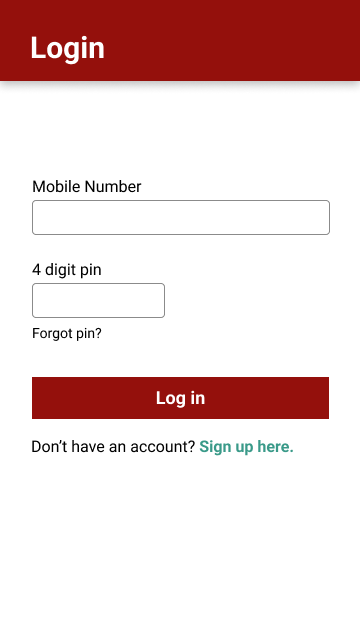 Login
Mobile Number
4 digit pin
Forgot pin?
Log in
Don’t have an account? Sign up here.